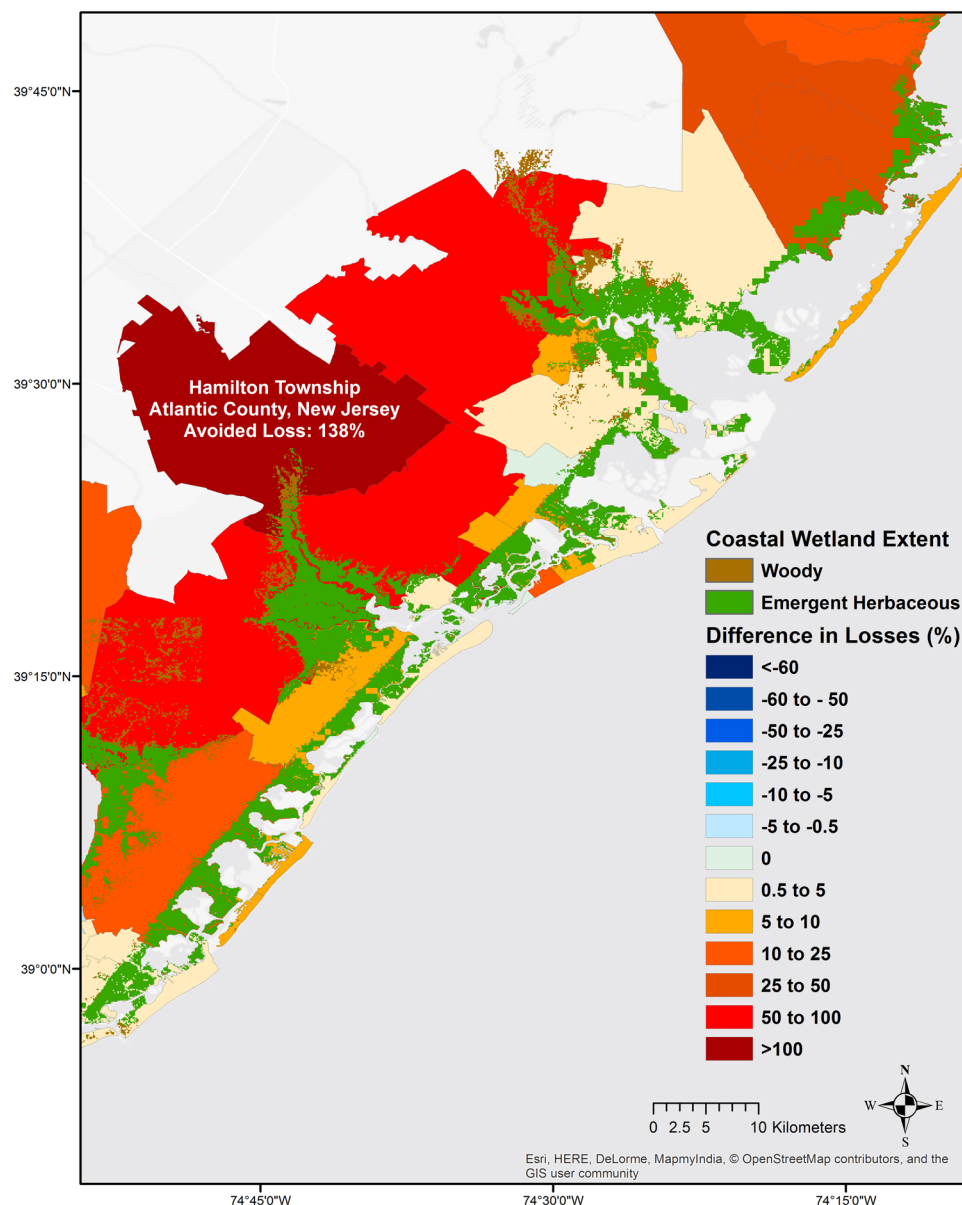 39°45'0"N
39°30'0"N
Hamilton Township
Atlantic County, New Jersey
Avoided Loss: 138%
39°15'0"N
39°0'0"N
Coastal Wetland Extent
Woody
Emergent Herbaceous
Difference in Losses (%)
<-60
-60 to - 50
-50 to -25
-25 to -10
-10 to -5
-5 to -0.5
0
0.5 to 5
5 to 10
10 to 25
25 to 50
50 to 100
>100
N
W E
S
0 2.5 5 10 Kilometers
Esri, HERE, DeLorme, MapmyIndia, © OpenStreetMap contributors, and the
GIS user community
74°45'0"W 74°30'0"W 74°15'0"W